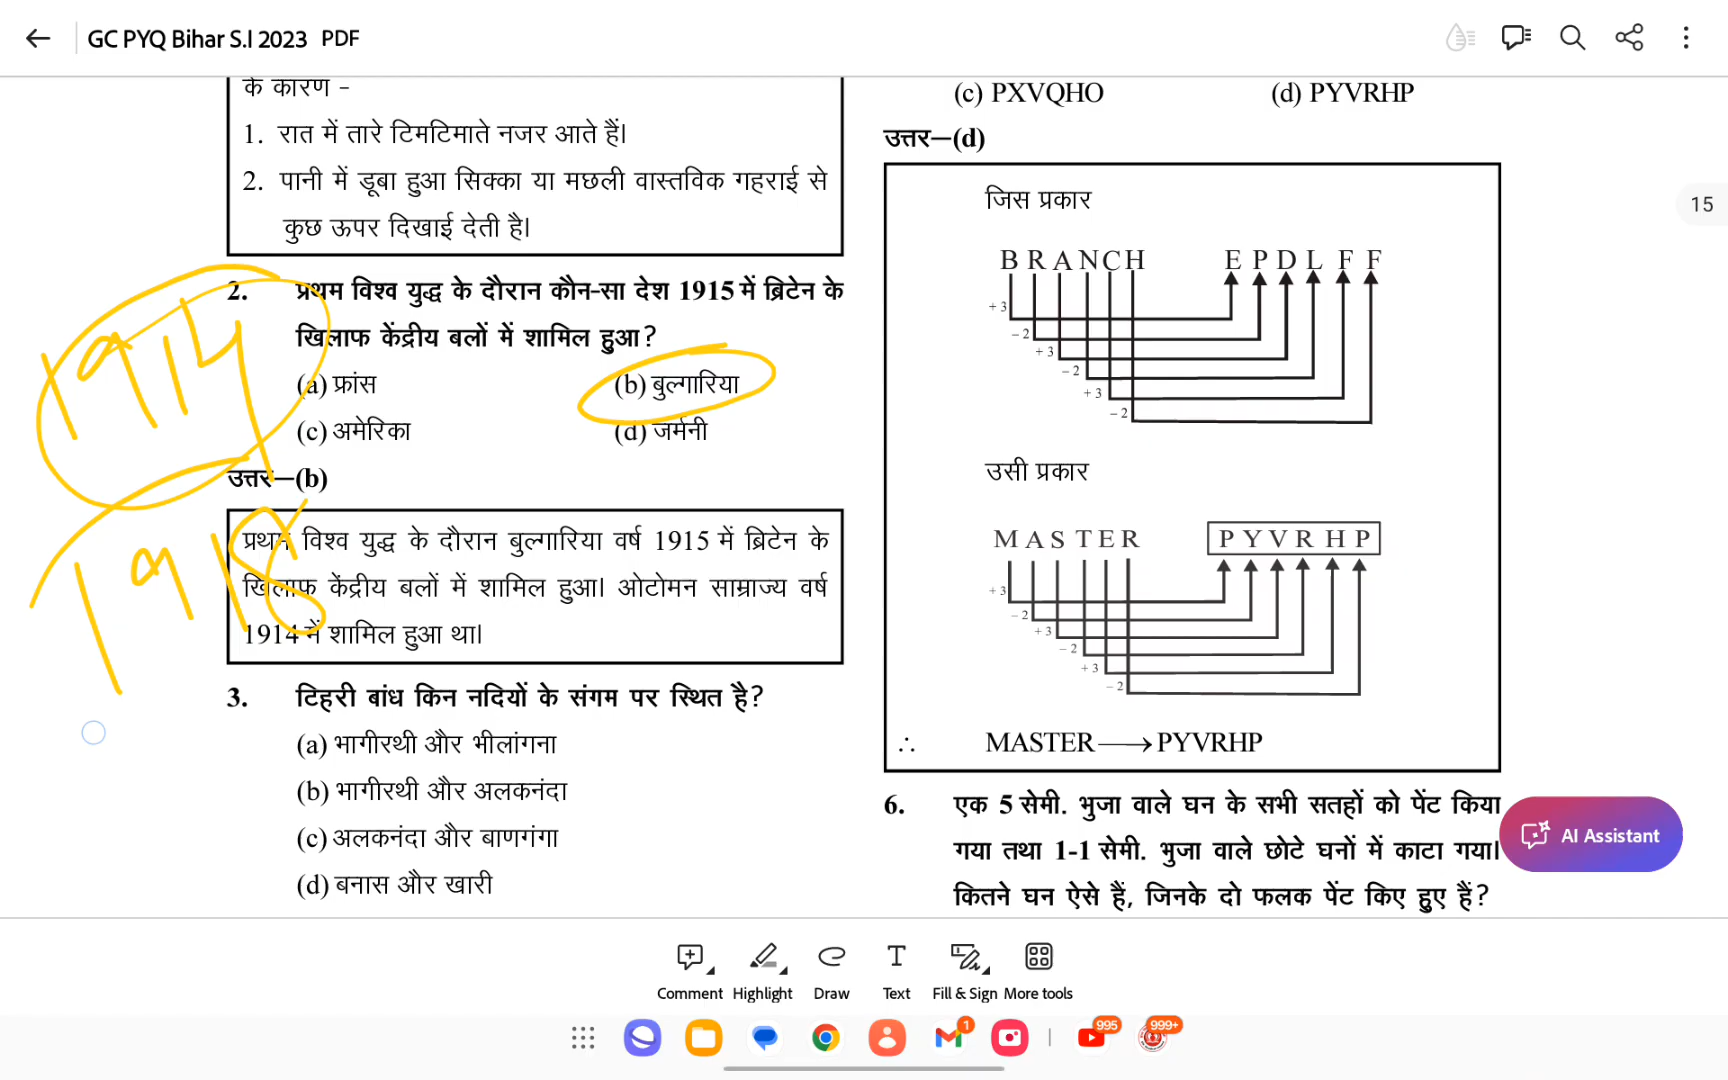 GC PYQ Bihar S.I 2023 PDF
15
के कारण -
1. रात में तारे टिमटिमाते नजर आते हैं।
2. पानी में डूबा हुआ सिक्का या मछली वास्तविक गहराई से
कुछ ऊपर दिखाई देती है।
2. प्रथम विश्व युद्ध के दौरान कौन-सा देश 1915 में ब्रिटेन के
खिलाफ केंद्रीय बलों में शामिल हुआ?
(a) फ्रांस (b) बुल्गारिया
(c) अमेरिका (d) जर्मनी
1914
उत्तर—(b)
1918
प्रथम विश्व युद्ध के दौरान बुल्गारिया वर्ष 1915 में ब्रिटेन के
खिलाफ केंद्रीय बलों में शामिल हुआ। ओटोमन साम्राज्य वर्ष
1914 में शामिल हुआ था।
3. टिहरी बांध किन नदियों के संगम पर स्थित है?
(a) भागीरथी और भीलांगना
(b) भागीरथी और अलकनंदा
(c) अलकनंदा और बाणगंगा
(d) बनास और खारी
(c) PXVQHO (d) PYVRHP
उत्तर—(d)
जिस प्रकार
B R A N C H E P D L F F
+ 3
– 2
+ 3
– 2
+ 3
– 2
उसी प्रकार
M A S T E R P Y V R H P
+ 3
– 2
+ 3
– 2
+ 3
– 2
∴ MASTER ⟶ PYVRHP
6. एक 5 सेमी. भुजा वाले घन के सभी सतहों को पेंट किया
गया तथा 1-1 सेमी. भुजा वाले छोटे घनों में काटा गया।
कितने घन ऐसे हैं, जिनके दो फलक पेंट किए हुए हैं?
AI Assistant
Comment Highlight Draw Text Fill & Sign More tools
1 995 999+